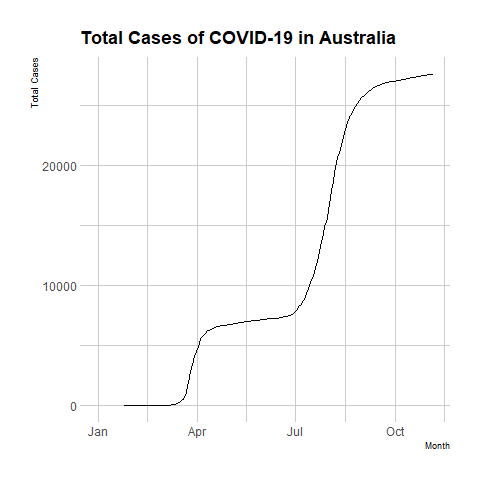 Total Cases of COVID-19 in Australia
Total Cases
20000
10000
0
Jan Apr Jul Oct
Month